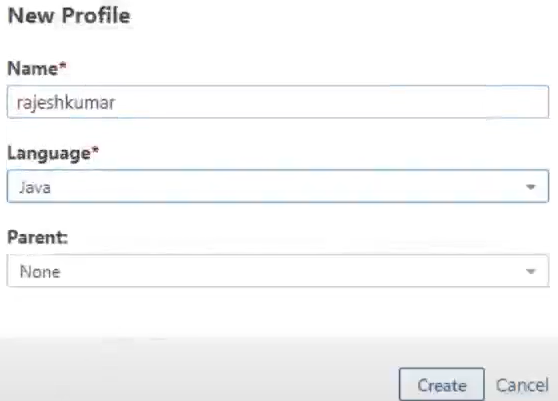 New Profile
Name*
rajeshkumar
Language*
Java
Parent:
None
Create Cancel